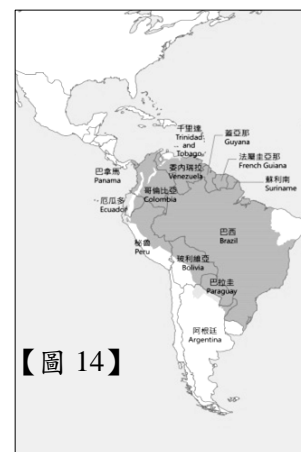 千里達
Trinidad
and
Tobago
蓋亞那
Guyana
法屬圭亞那
French Guiana
蘇利南
Suriname
委內瑞拉
Venezuela
巴拿馬
Panama
哥倫比亞
Colombia
厄瓜多
Ecuador
秘魯
Peru
巴西
Brazil
玻利維亞
Bolivia
巴拉圭
Paraguay
阿根廷
Argentina
【圖 14】